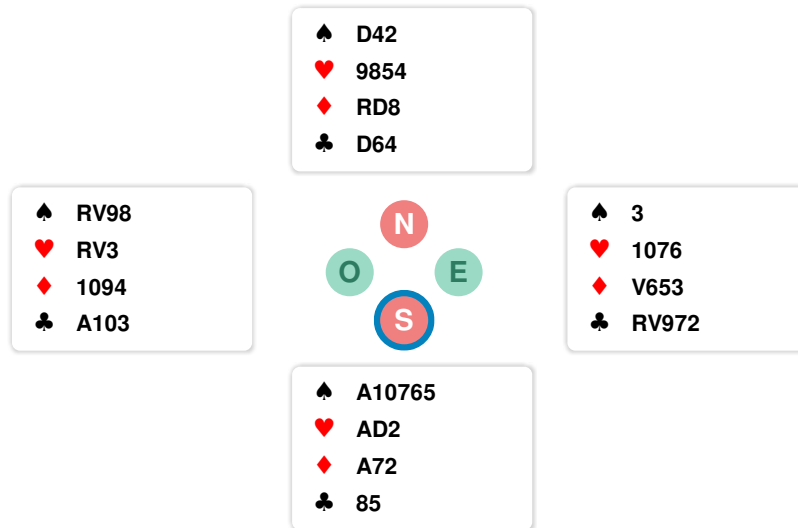 ♠ D42
♥ 9854
♦ RD8
♣ D64
♠ RV98
♥ RV3
♦ 1094
♣ A103
N
O E
S
♠ 3
♥ 1076
♦ V653
♣ RV972
♠ A10765
♥ AD2
♦ A72
♣ 85